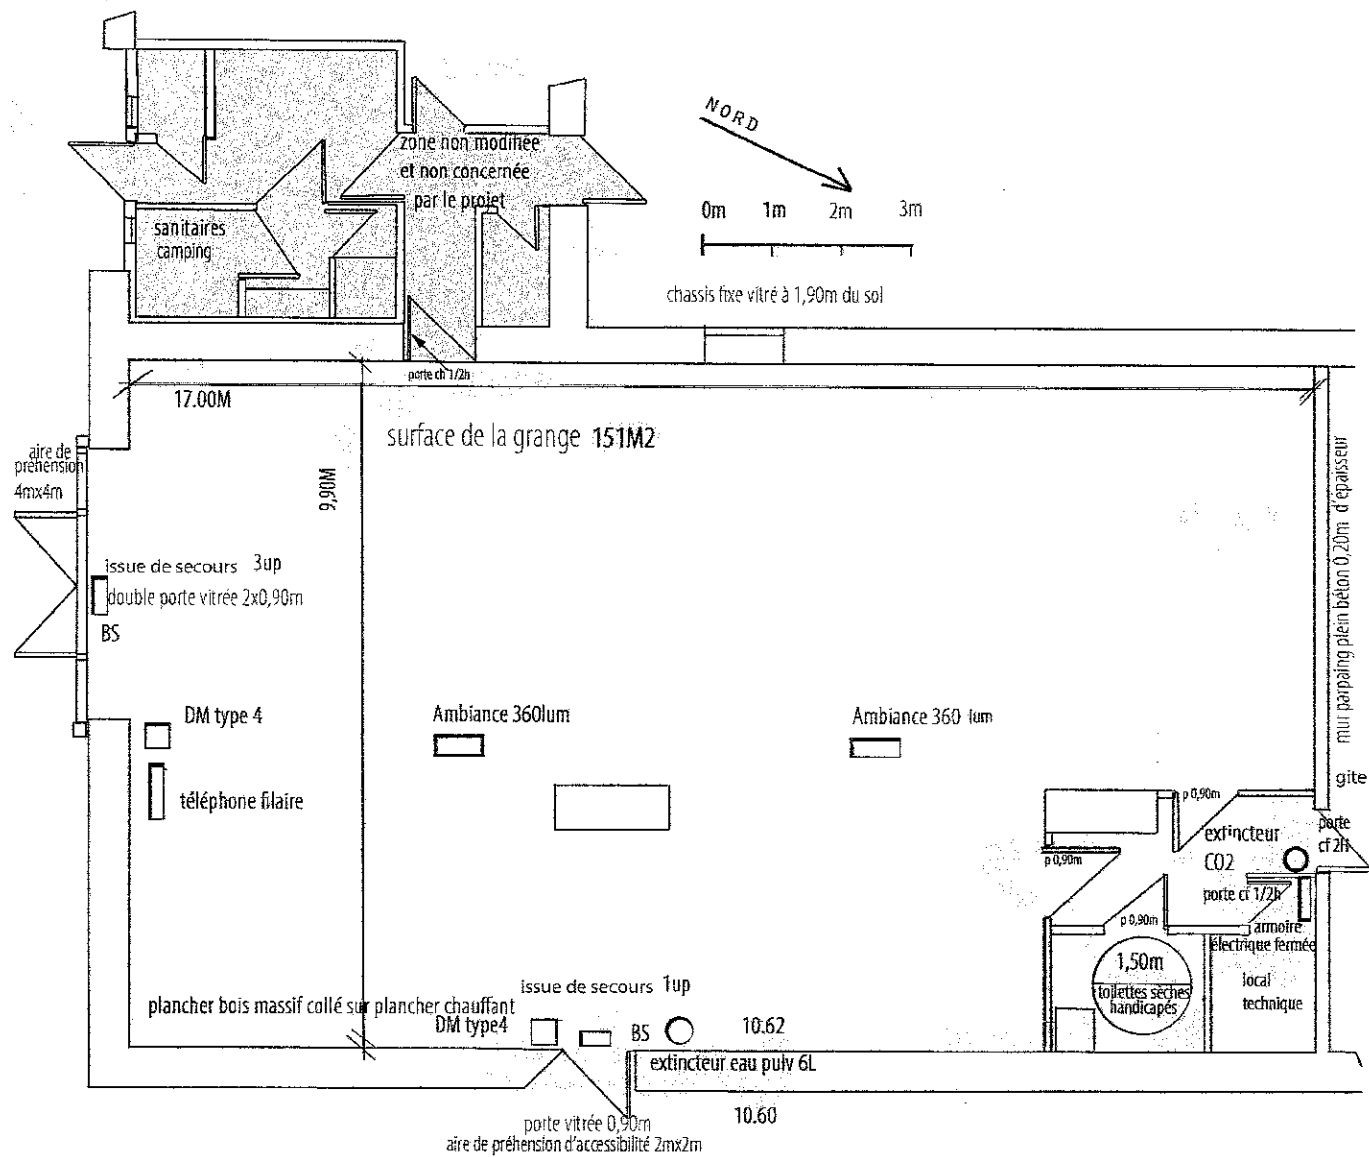 NORD
zone non modifiée
et non concernée
par le projet
0m 1m 2m 3m
sanitaires
camping
chassis fixe vitré à 1,90m du sol
porte cf 1/2h
17.00M
surface de la grange 151M2
9,90M
aire de
préhension
4mx4m
mur parpaing plein béton 0,20m d'épaisseur
issue de secours 3up
double porte vitrée 2x0,90m
BS
DM type 4
Ambiance 360lum
Ambiance 360 lum
téléphone filaire
gite
p 0,90m
porte
cf 2H
extincteur
CO2
p 0,90m
porte cf 1/2h
p 0,90m
armoire
électrique fermée
1,50m
toilettes sèches
handicapés
local
technique
issue de secours 1up
plancher bois massif collé sur plancher chauffant
DM type4
BS
10.62
extincteur eau pulv 6L
10.60
porte vitrée 0,90m
aire de préhension d'accessibilité 2mx2m